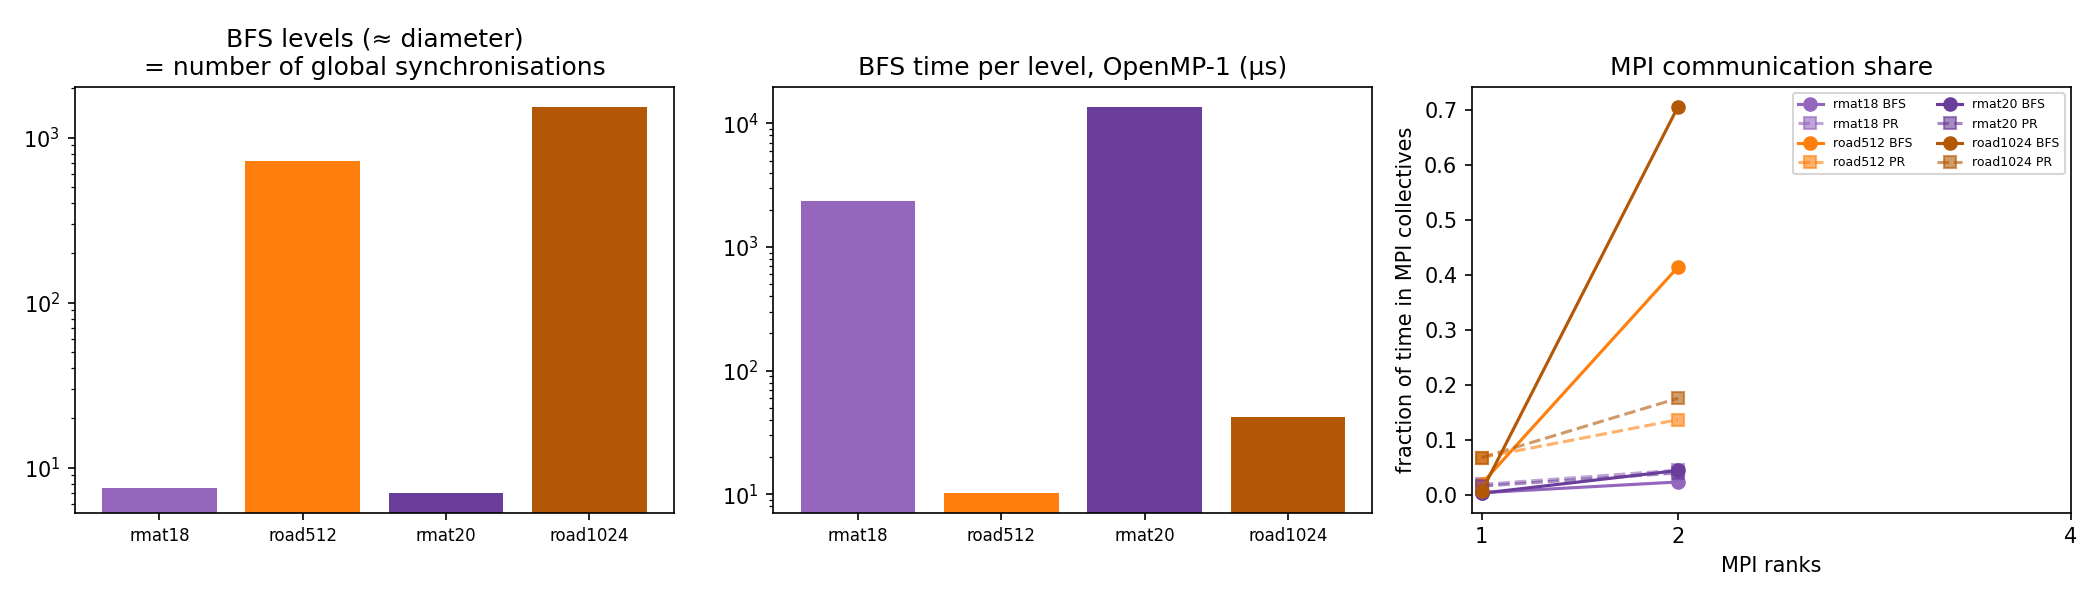 BFS levels (≈ diameter)
= number of global synchronisations
10³
10²
10¹
rmat18
road512
rmat20
road1024
BFS time per level, OpenMP-1 (µs)
10⁴
10³
10²
10¹
rmat18
road512
rmat20
road1024
MPI communication share
fraction of time in MPI collectives
0.7
0.6
0.5
0.4
0.3
0.2
0.1
0.0
rmat18 BFS
rmat18 PR
road512 BFS
road512 PR
rmat20 BFS
rmat20 PR
road1024 BFS
road1024 PR
1
2
4
MPI ranks